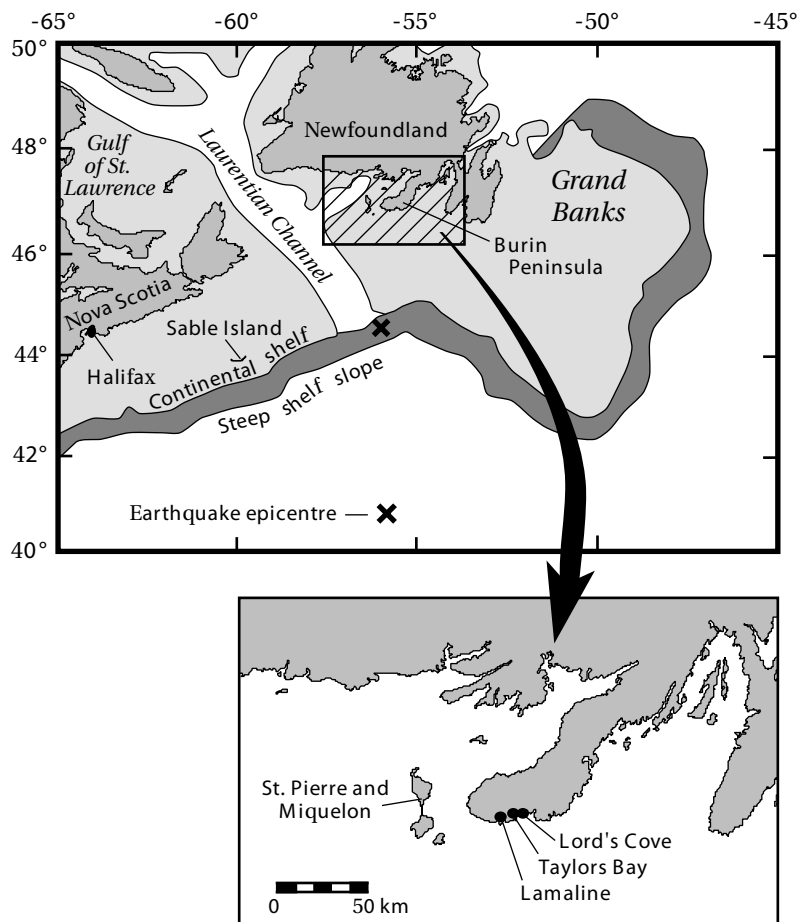 -65°
-60°
-55°
-50°
-45°
50°
48°
46°
44°
42°
40°
Newfoundland
Gulf
of St.
Lawrence
Laurentian Channel
Grand
Banks
Burin
Peninsula
Nova Scotia
Sable Island
Halifax
Continental shelf
Steep shelf slope
Earthquake epicentre
St. Pierre and
Miquelon
Lord's Cove
Taylors Bay
Lamaline
0 50 km